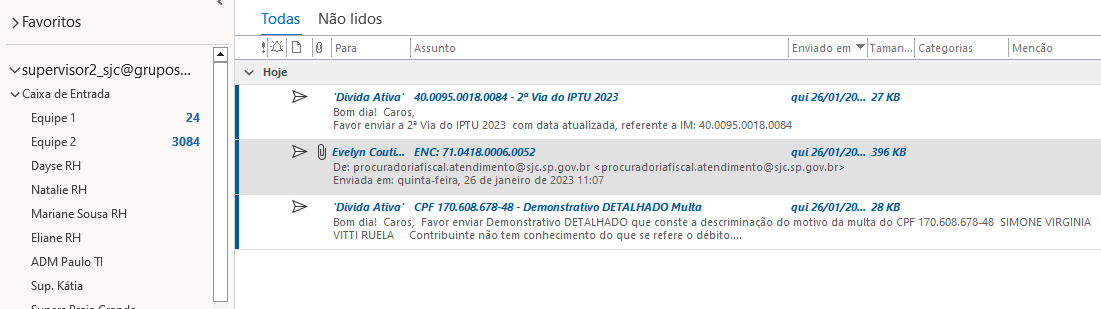 Favoritos
supervisor2_sjc@grupos...
Caixa de Entrada
Equipe 1 24
Equipe 2 3084
Dayse RH
Natalie RH
Mariane Sousa RH
Eliane RH
ADM Paulo TI
Sup. Kátia
Todas Não lidos
! Para Assunto Enviado em Taman... Categorias Menção
Hoje
'Divida Ativa' 40.0095.0018.0084 - 2ª Via do IPTU 2023 qui 26/01/20... 27 KB
Bom dia! Caros,
Favor enviar a 2ª Via do IPTU 2023 com data atualizada, referente a IM: 40.0095.0018.0084
Evelyn Couti... ENC: 71.0418.0006.0052 qui 26/01/20... 396 KB
De: procuradoriafiscal.atendimento@sjc.sp.gov.br <procuradoriafiscal.atendimento@sjc.sp.gov.br>
Enviada em: quinta-feira, 26 de janeiro de 2023 11:07
'Divida Ativa' CPF 170.608.678-48 - Demonstrativo DETALHADO Multa qui 26/01/20... 28 KB
Bom dia! Caros, Favor enviar Demonstrativo DETALHADO que conste a descriminação do motivo da multa do CPF 170.608.678-48 SIMONE VIRGINIA
VITTI RUELA Contribuinte não tem conhecimento do que se refere o débito....